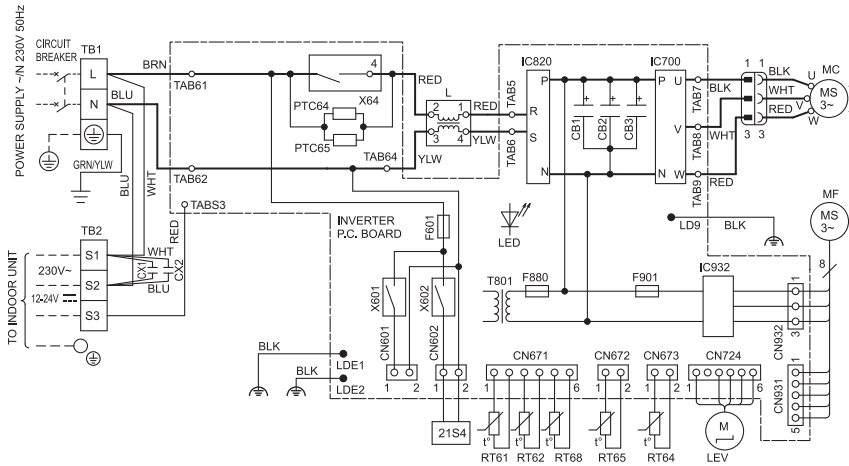 POWER SUPPLY ~/N 230V 50Hz
CIRCUIT
BREAKER
TB1
L
N
BRN
BLU
GRN/YLW
BLU
WHT
TAB61
TAB62
TABS3
RED
4
X64
PTC64
PTC65
TAB64
RED
YLW
L
2 1
3 4
RED
YLW
TAB5
TAB6
IC820
P
R
S
N
+ + +
CB1
CB2
CB3
IC700
P U
V
N W
TAB7
TAB8
TAB9
BLK
WHT
RED
1 1
3 3
BLK
WHT
RED
U
V
W
MC
MS
3~
MF
MS
3~
8
INVERTER
P.C. BOARD
F601
LED
LD9
BLK
TO INDOOR UNIT
230V~
12-24V
TB2
S1
S2
S3
WHT
CX1
CX2
BLU
X601
X602
CN601
CN602
1 2
1 2
21S4
T801
F880
F901
IC932
1
3
CN932
CN931
1
5
BLK
LDE1
BLK
LDE2
CN671
1 6
CN672
1 2
CN673
1 2
CN724
1 6
t° t° t° t° t°
RT61
RT62
RT68
RT65
RT64
M
LEV